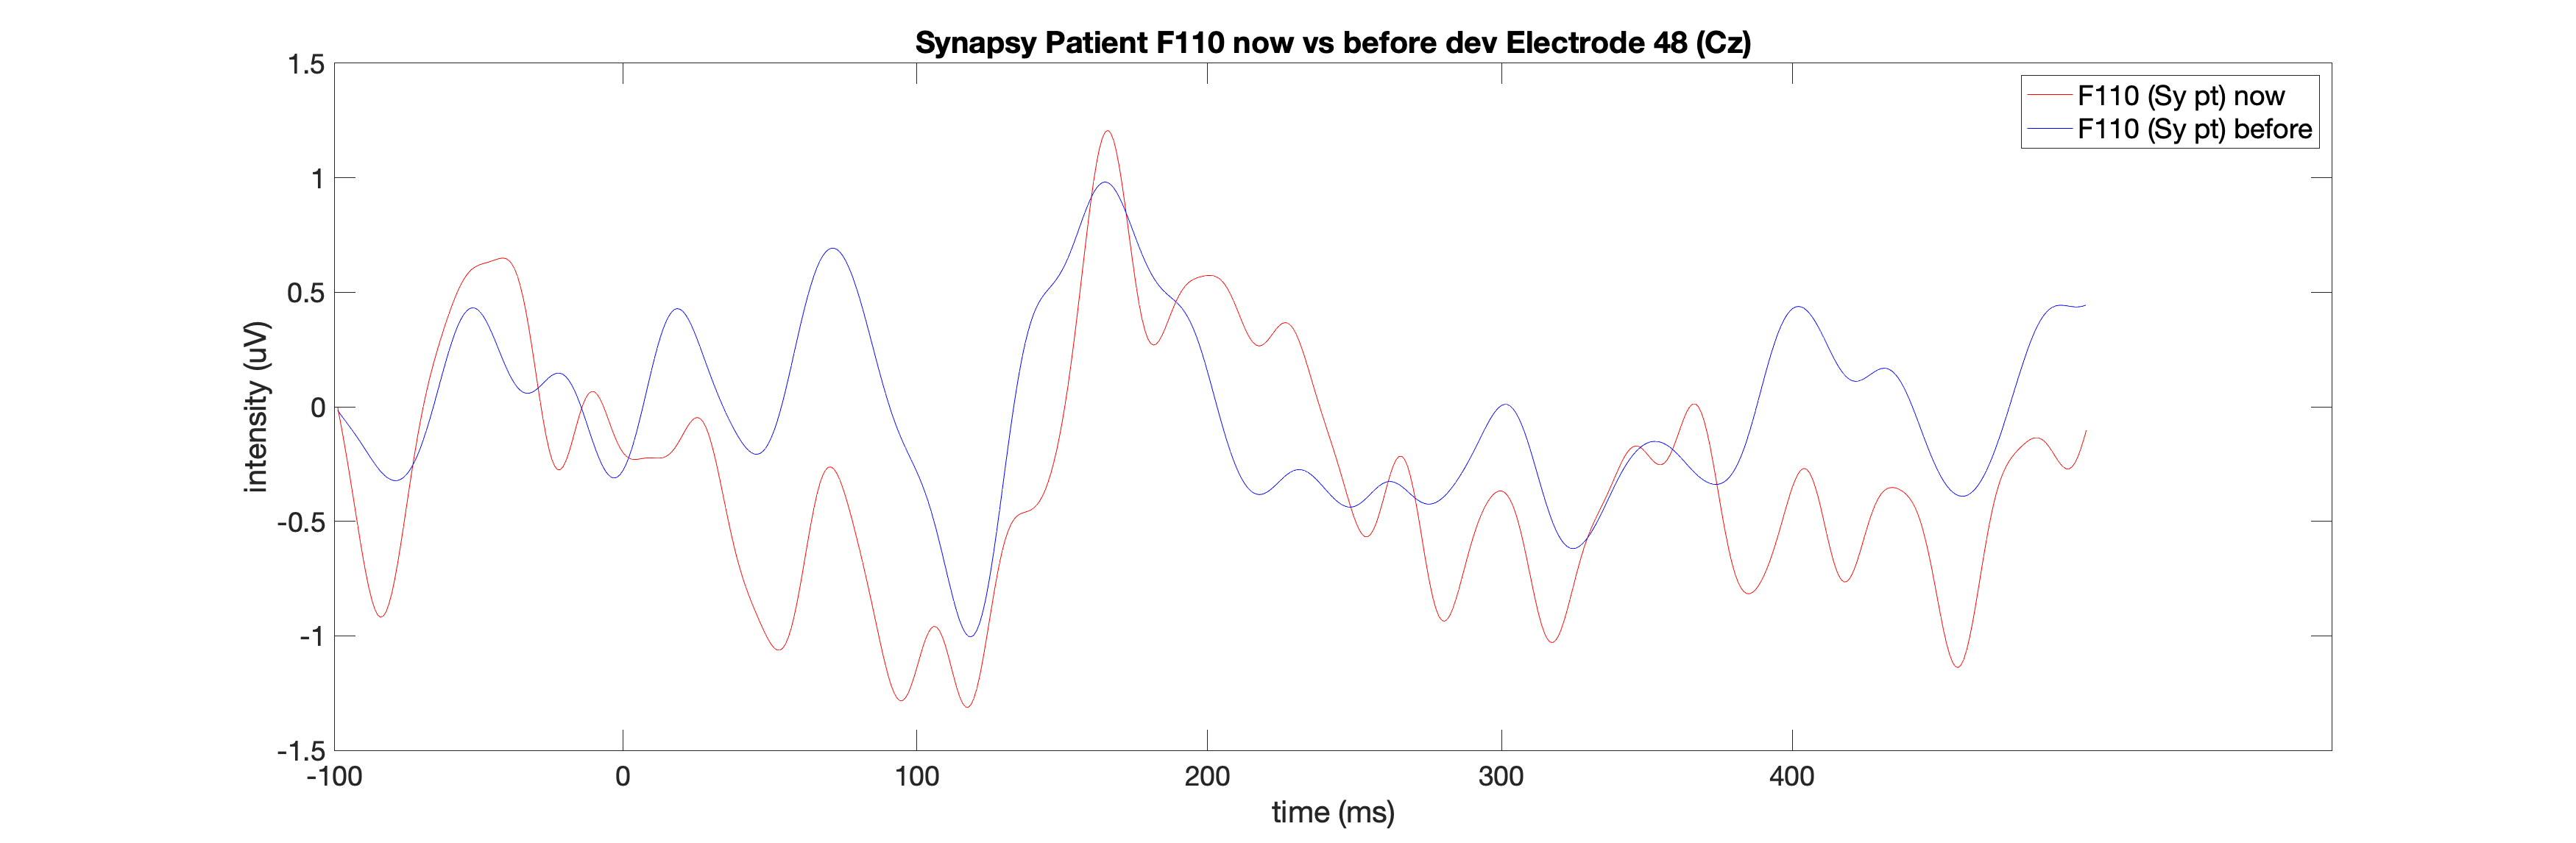 Synapsy Patient F110 now vs before dev Electrode 48 (Cz)
1.5
1
0.5
0
-0.5
-1
-1.5
intensity (uV)
F110 (Sy pt) now
F110 (Sy pt) before
-100 0 100 200 300 400
time (ms)